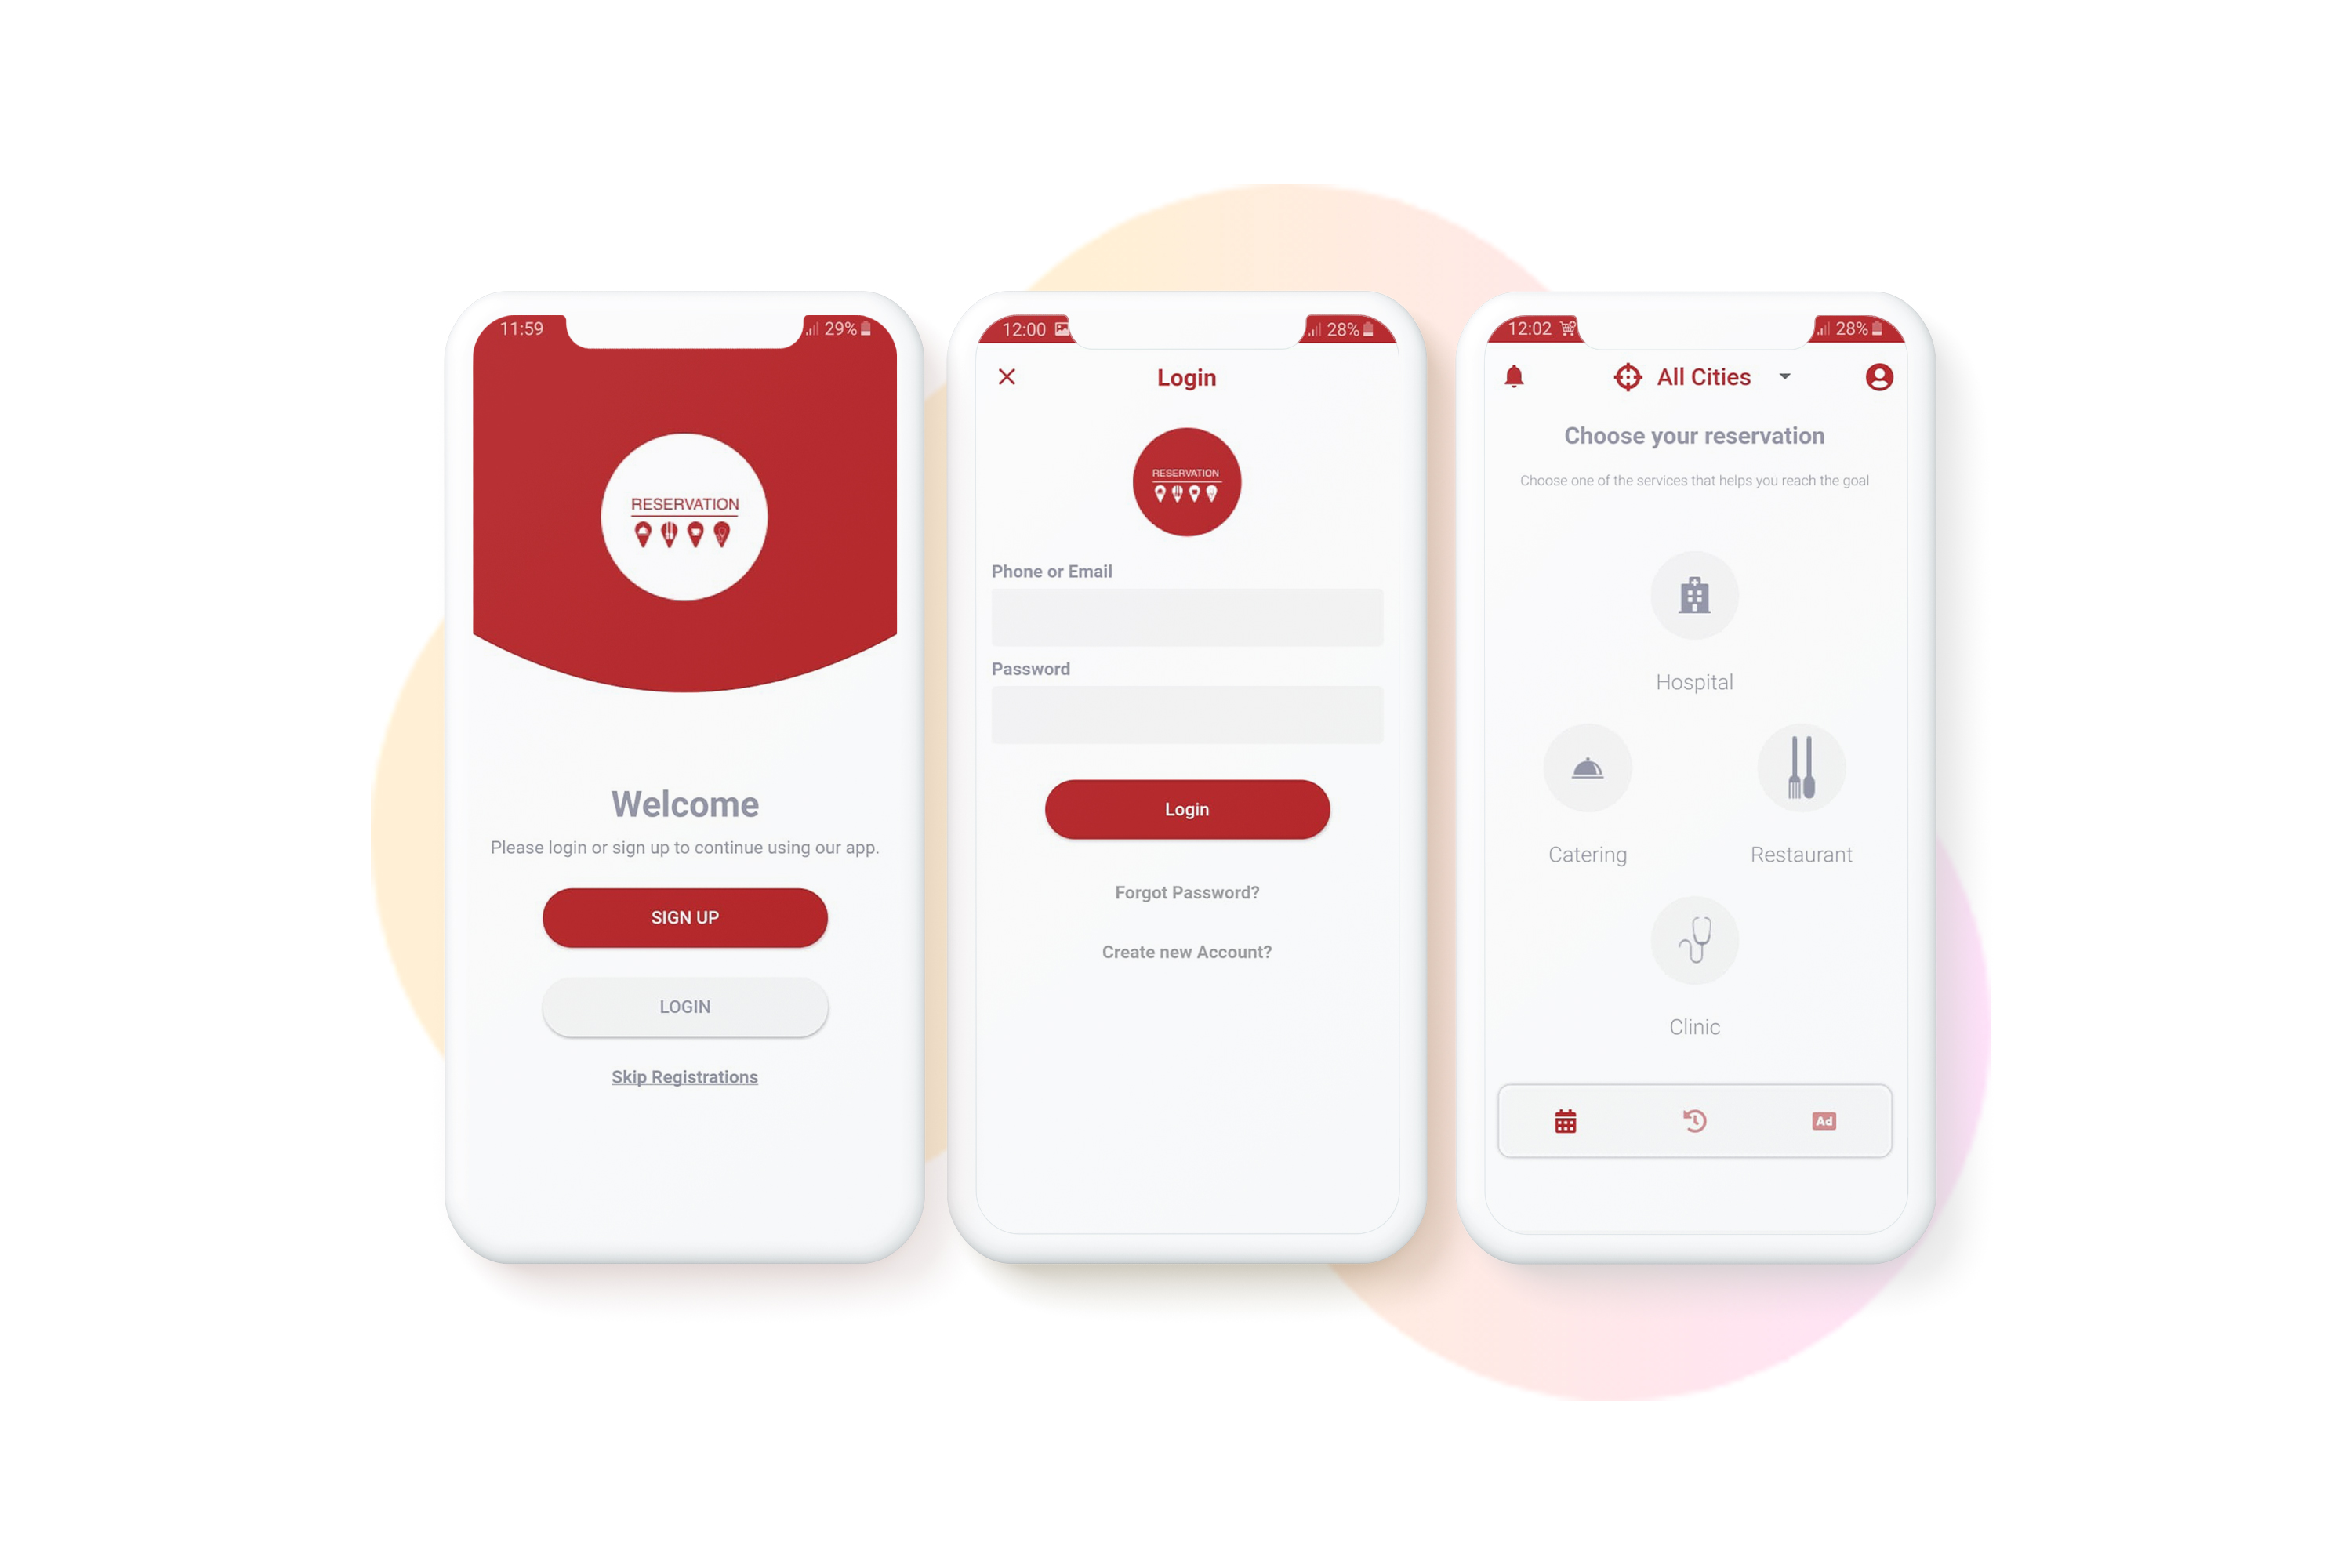 11:59
29%
RESERVATION
Welcome
Please login or sign up to continue using our app.
SIGN UP
LOGIN
Skip Registrations
12:00
28%
Login
RESERVATION
Phone or Email
Password
Login
Forgot Password?
Create new Account?
12:02
28%
All Cities
Choose your reservation
Choose one of the services that helps you reach the goal
Hospital
Catering
Restaurant
Clinic
Ad